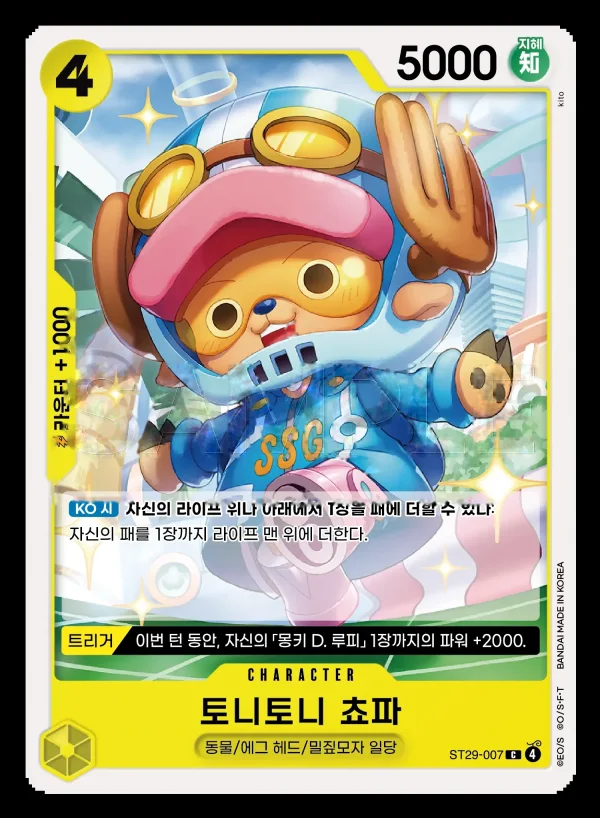 4
5000
지혜
知
kito
카운터 +1000
SAMPLE
SSG
KO 시 자신의 라이프 위나 아래에서 1장을 패에 더할 수 있다:
자신의 패를 1장까지 라이프 맨 위에 더한다.
트리거 이번 턴 동안, 자신의 「몽키 D. 루피」 1장까지의 파워 +2000.
CHARACTER
토니토니 쵸파
동물/에그 헤드/밀짚모자 일당
ST29-007 C 4
©EO/S ©O/S·F·T BANDAI MADE IN KOREA